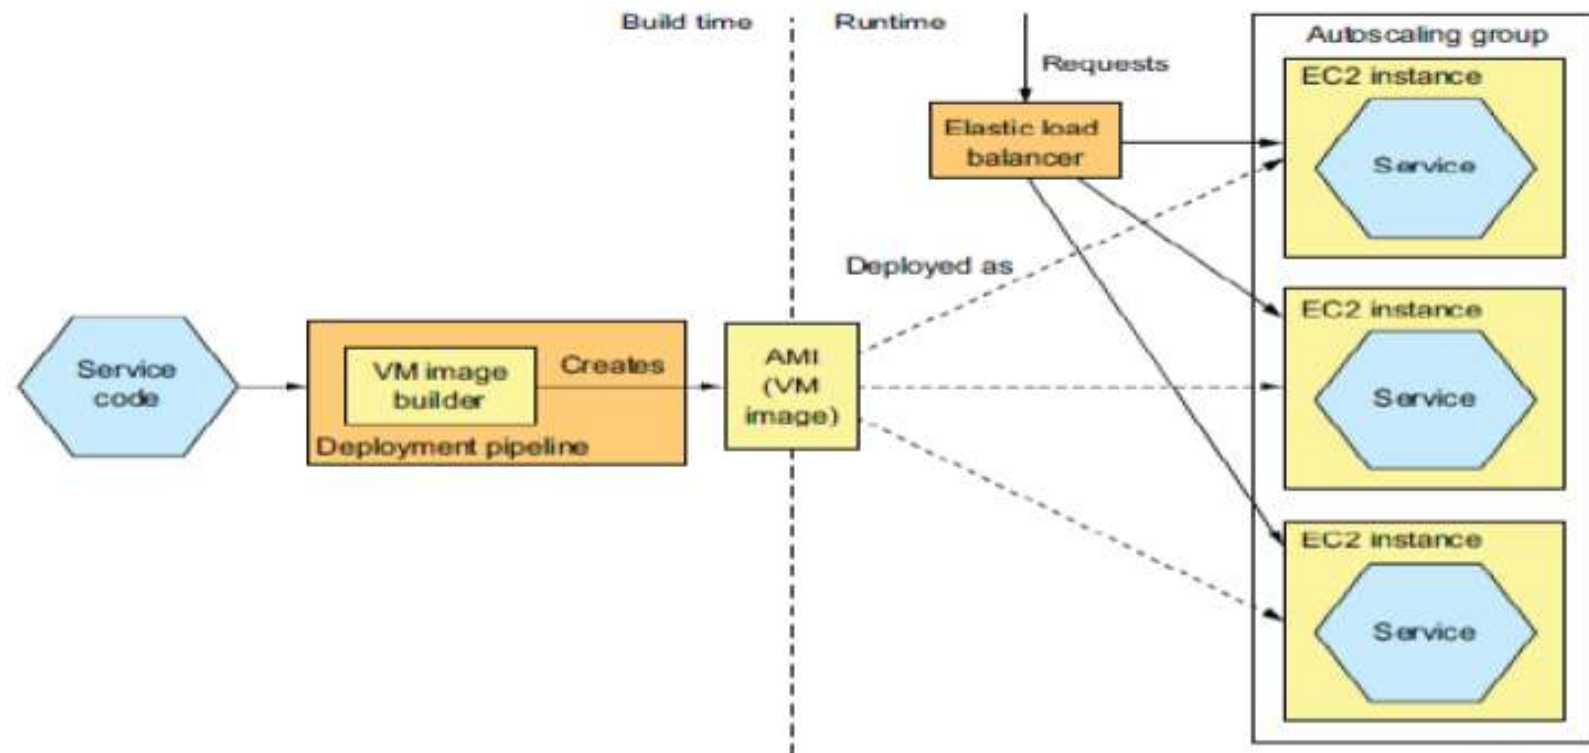 Build time
Runtime
Requests
Autoscaling group
EC2 instance
Service
Elastic load
balancer
Deployed as
EC2 instance
Service
Service
code
VM image
builder
Creates
Deployment pipeline
AMI
(VM
image)
EC2 instance
Service